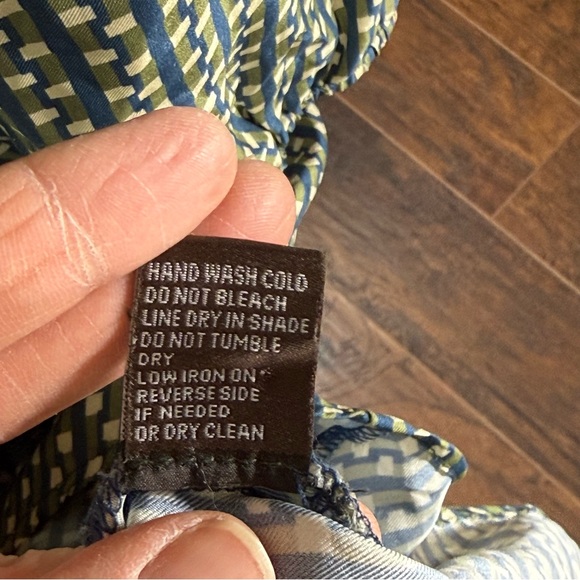 HAND WASH COLD
DO NOT BLEACH
LINE DRY IN SHADE
DO NOT TUMBLE
DRY
LOW IRON ON
REVERSE SIDE
IF NEEDED
OR DRY CLEAN